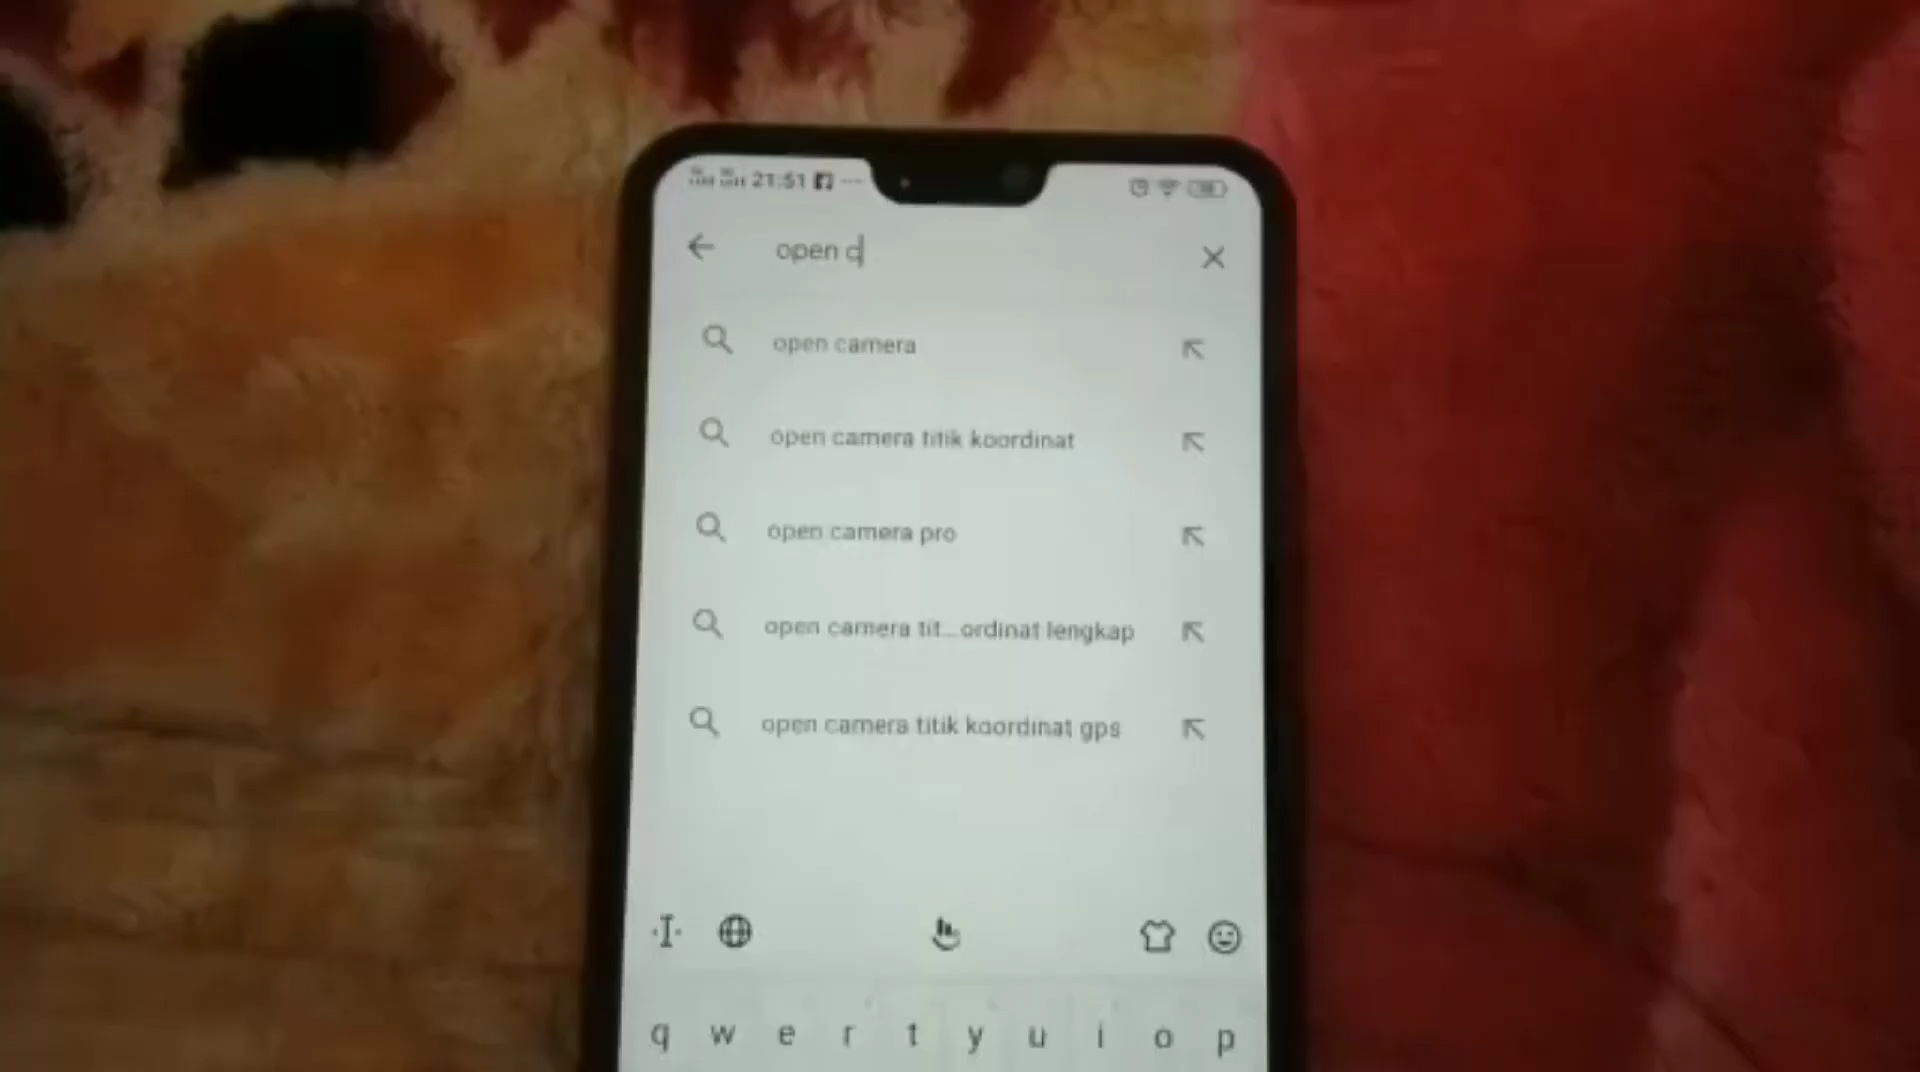 21:51
open c
open camera
open camera titik koordinat
open camera pro
open camera tit...ordinat lengkap
open camera titik koordinat gps
q w e r t y u i o p